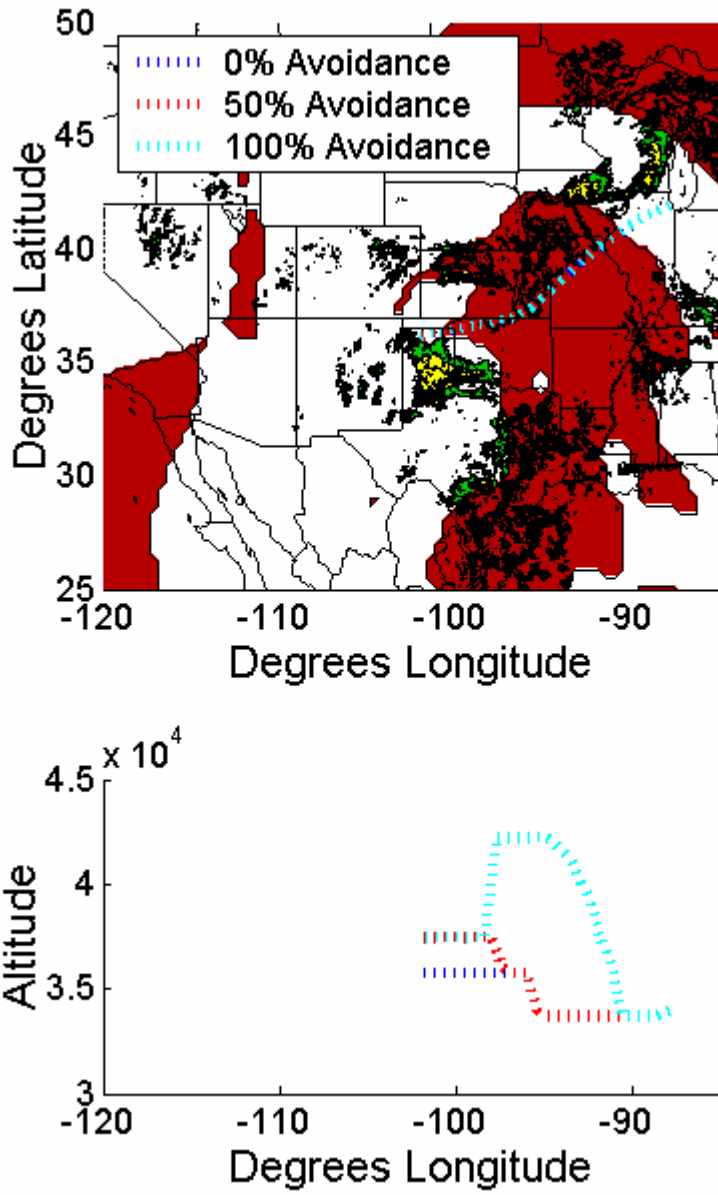 50
0% Avoidance
50% Avoidance
100% Avoidance
45
40
35
30
25
Degrees Latitude
-120 -110 -100 -90
Degrees Longitude
x 10^4
4.5
4
3.5
3
Altitude
-120 -110 -100 -90
Degrees Longitude